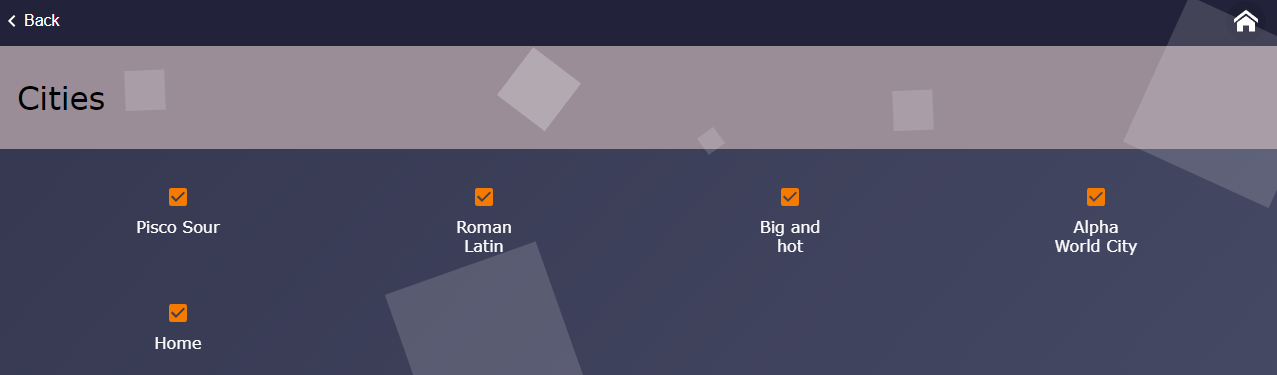 Back
Cities
Pisco Sour
Roman
Latin
Big and
hot
Alpha
World City
Home